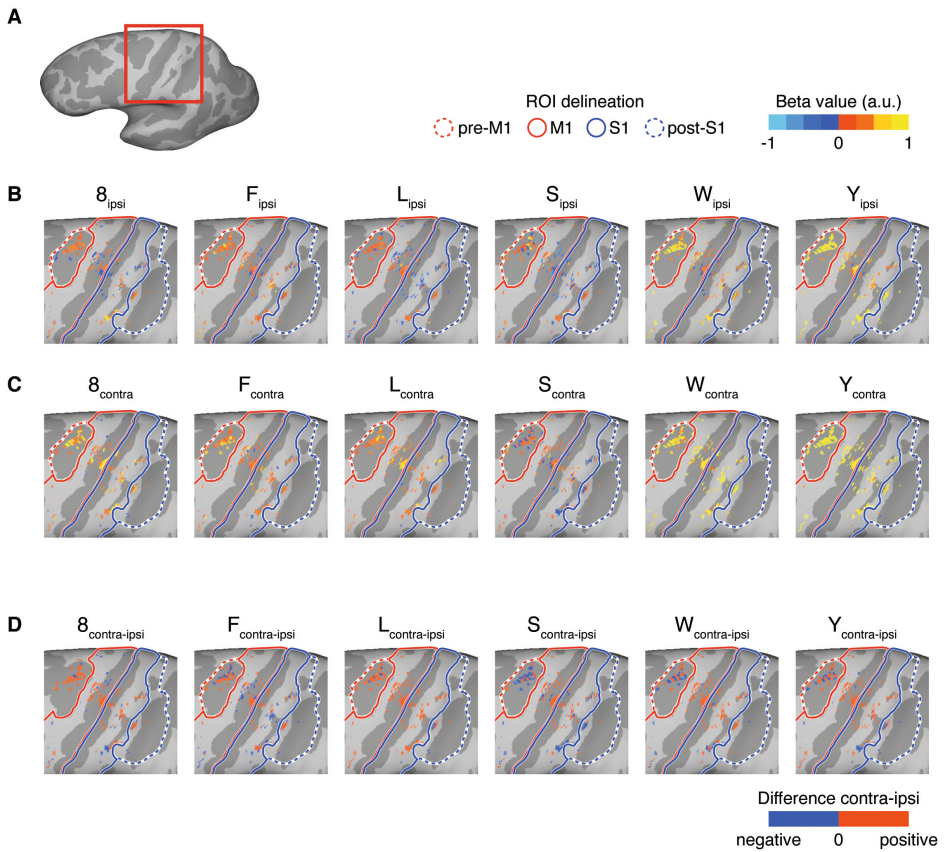 A
ROI delineation
pre-M1 M1 S1 post-S1
Beta value (a.u.)
-1 0 1
B
8ipsi Fipsi Lipsi Sipsi Wipsi Yipsi
C
8contra Fcontra Lcontra Scontra Wcontra Ycontra
D
8contra-ipsi Fcontra-ipsi Lcontra-ipsi Scontra-ipsi Wcontra-ipsi Ycontra-ipsi
Difference contra-ipsi
negative 0 positive